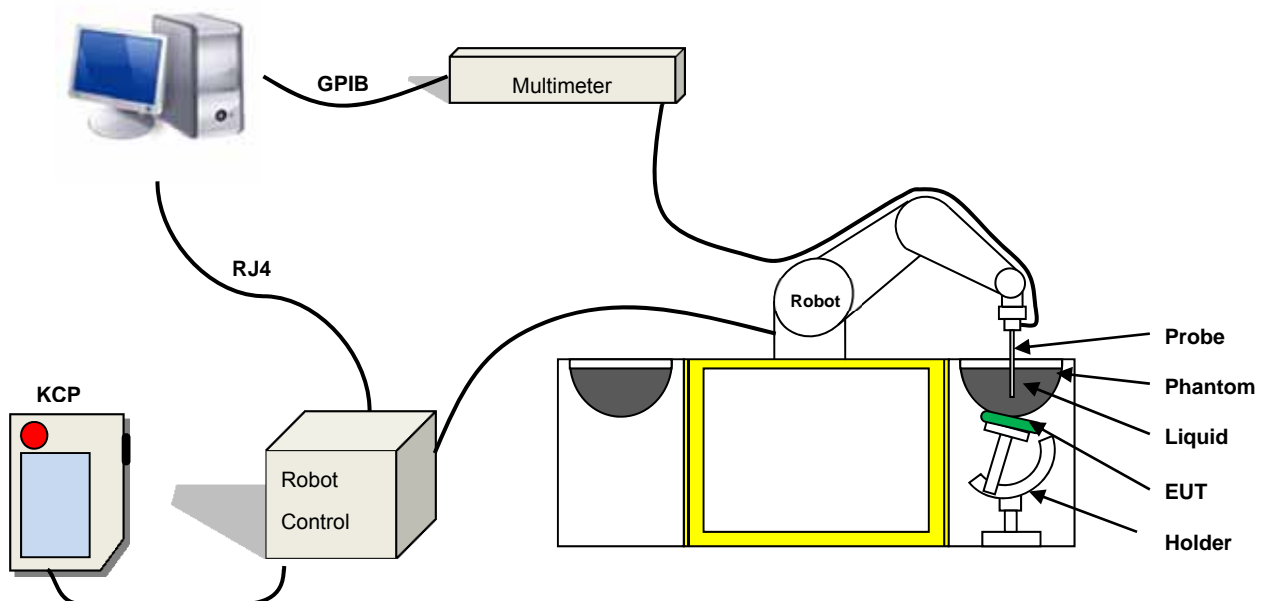 GPIB
Multimeter
RJ4
Robot
Probe
Phantom
KCP
Liquid
Robot
Control
EUT
Holder